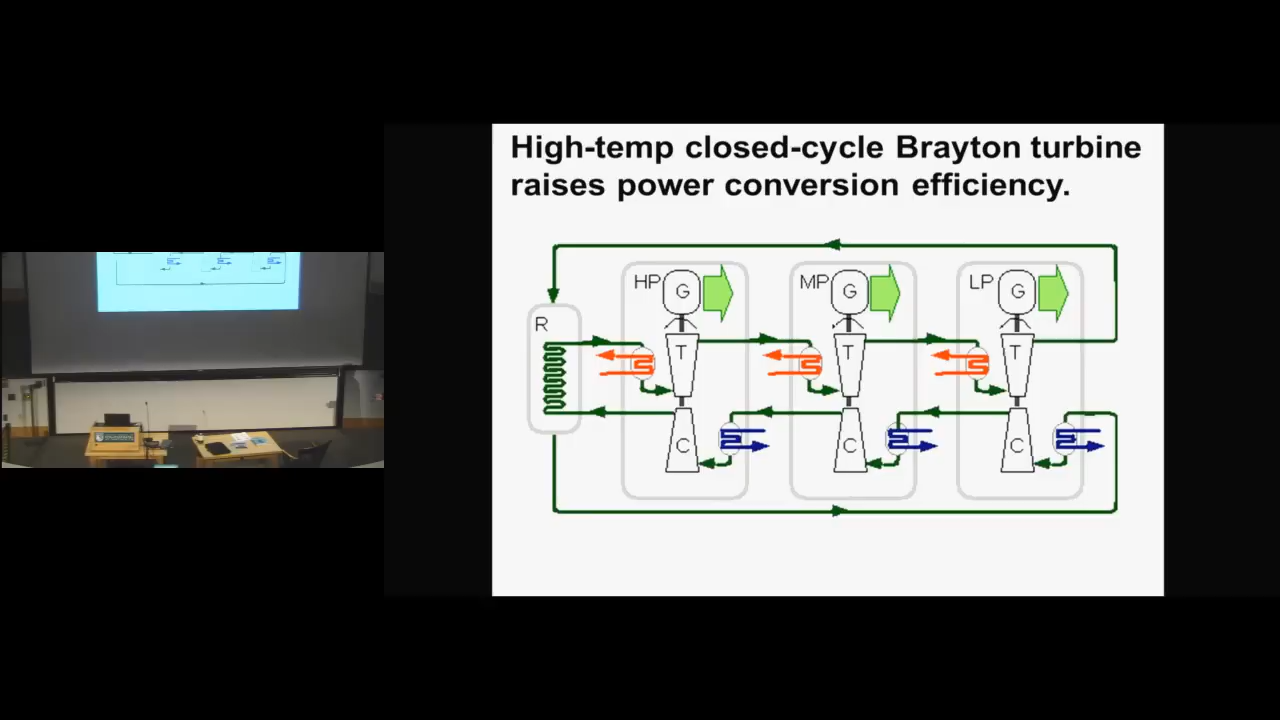 High-temp closed-cycle Brayton turbine
raises power conversion efficiency.
HP G MP G LP G
R
T T T
C C C